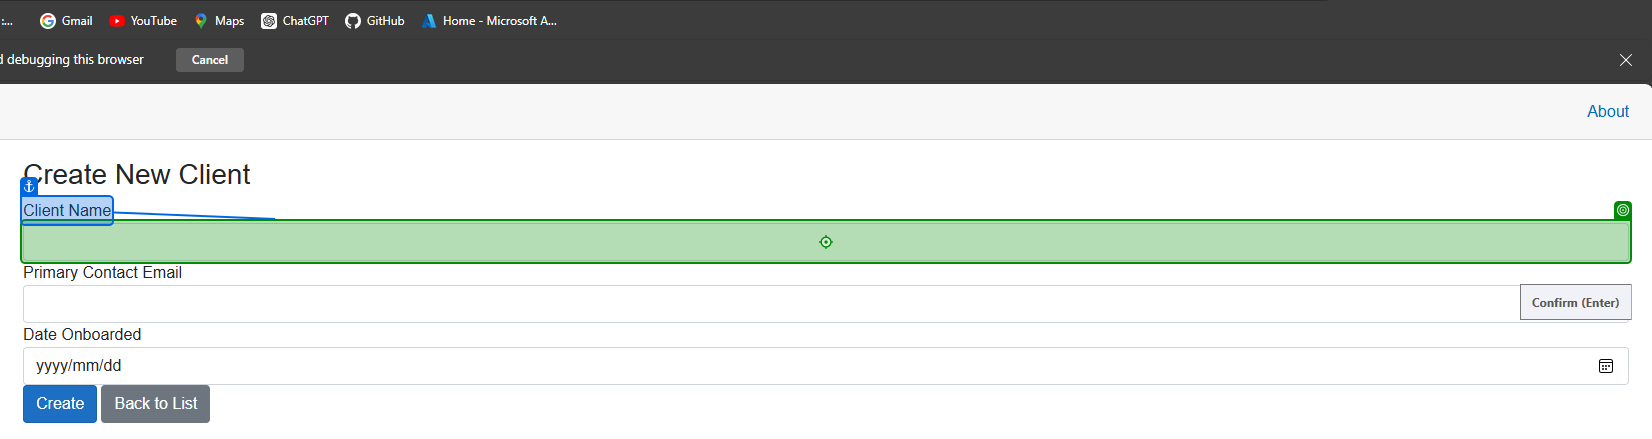 :... Gmail YouTube Maps ChatGPT GitHub Home - Microsoft A...
debugging this browser Cancel
About
Create New Client
Client Name
Primary Contact Email
Confirm (Enter)
Date Onboarded
yyyy/mm/dd
Create Back to List